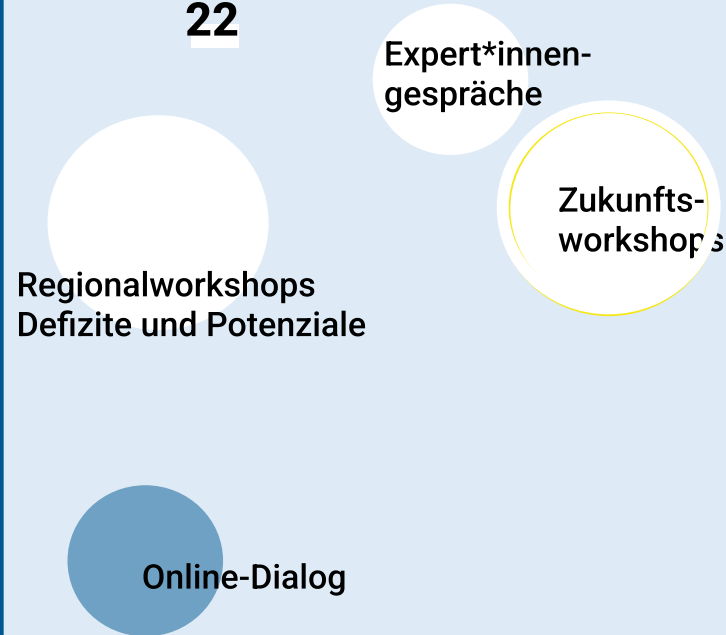 22
Expert*innen-
gespräche
Zukunfts-
workshops
Regionalworkshops
Defizite und Potenziale
Online-Dialog